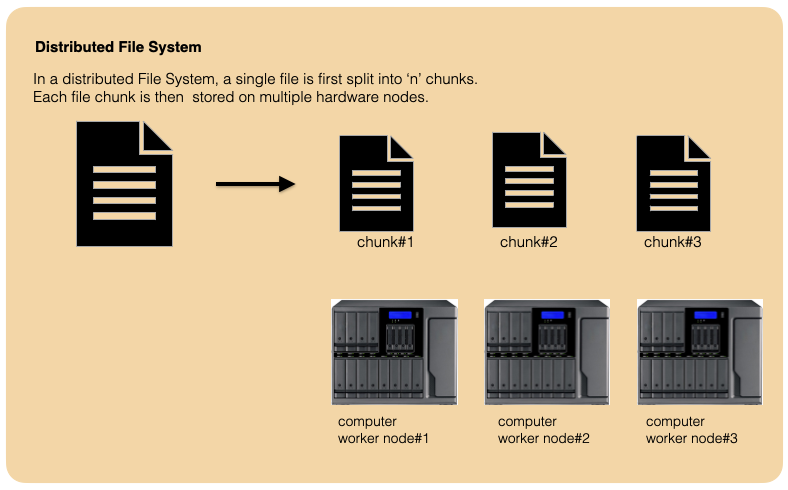 Distributed File System
In a distributed File System, a single file is first split into ‘n’ chunks.
Each file chunk is then  stored on multiple hardware nodes.
chunk#1
chunk#2
chunk#3
computer
worker node#1
computer
worker node#2
computer
worker node#3